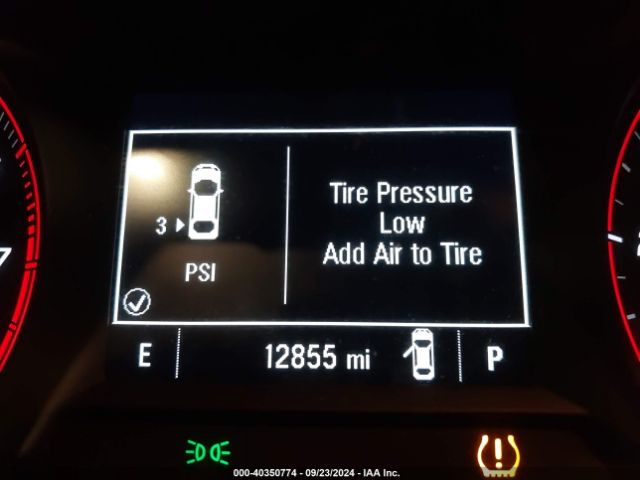 Tire Pressure
Low
Add Air to Tire
3
PSI
E
12855 mi
P
000-40350774 - 09/23/2024 - IAA Inc.